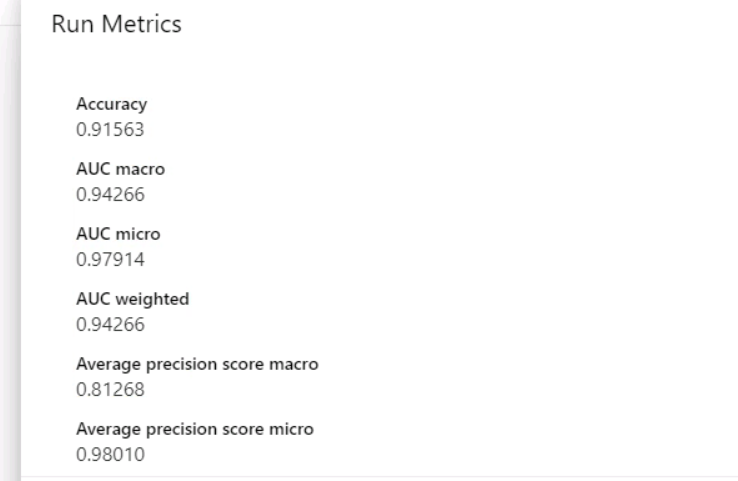 Run Metrics
Accuracy
0.91563
AUC macro
0.94266
AUC micro
0.97914
AUC weighted
0.94266
Average precision score macro
0.81268
Average precision score micro
0.98010